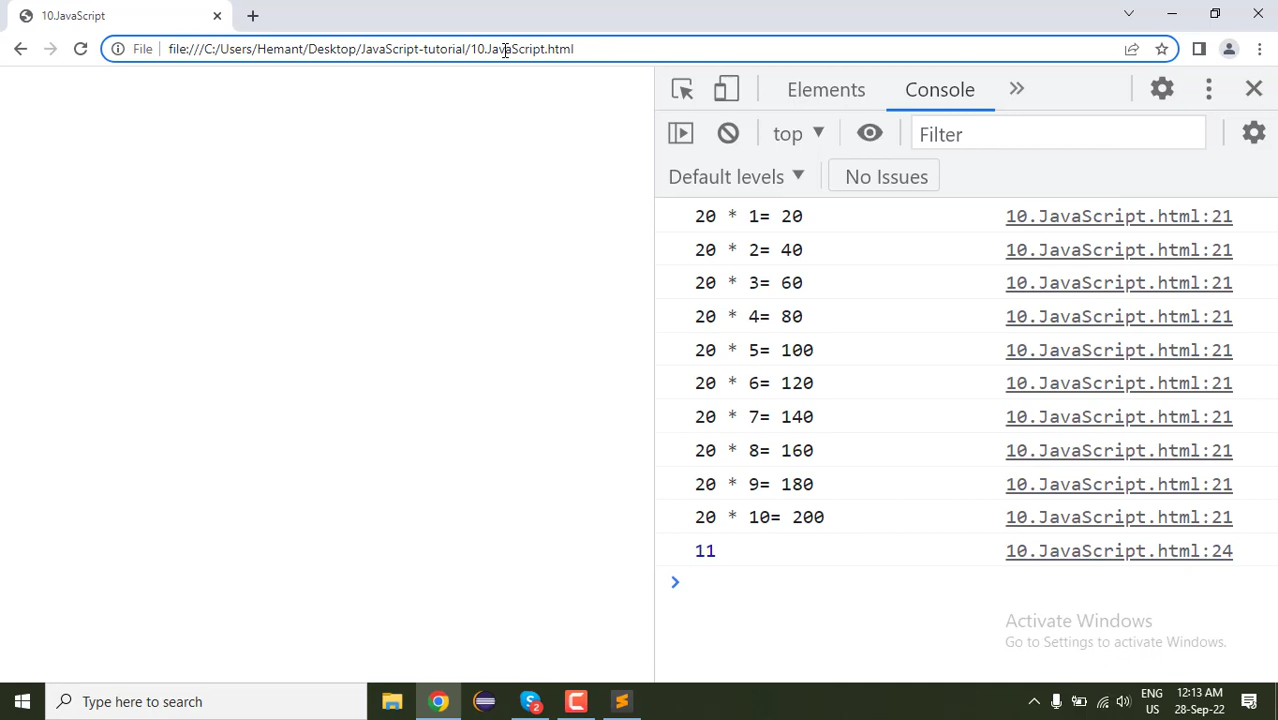 10.JavaScript
File
file:///C:/Users/Hemant/Desktop/JavaScript-tutorial/10.JavaScript.html
Elements
Console
top
Filter
Default levels
No Issues
20 * 1= 20 10.JavaScript.html:21
20 * 2= 40 10.JavaScript.html:21
20 * 3= 60 10.JavaScript.html:21
20 * 4= 80 10.JavaScript.html:21
20 * 5= 100 10.JavaScript.html:21
20 * 6= 120 10.JavaScript.html:21
20 * 7= 140 10.JavaScript.html:21
20 * 8= 160 10.JavaScript.html:21
20 * 9= 180 10.JavaScript.html:21
20 * 10= 200 10.JavaScript.html:21
11 10.JavaScript.html:24
Activate Windows
Go to Settings to activate Windows.
Type here to search
S 2
ENG
US
12:13 AM
28-Sep-22